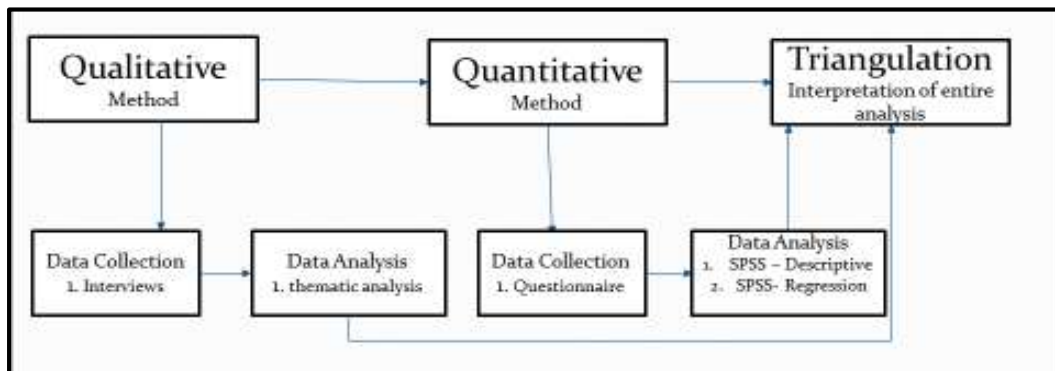 Qualitative
Method
Quantitative
Method
Triangulation
Interpretation of entire
analysis
Data Collection
1. Interviews
Data Analysis
1. thematic analysis
Data Collection
1. Questionnaire
Data Analysis
1. SPSS – Descriptive
2. SPSS- Regression